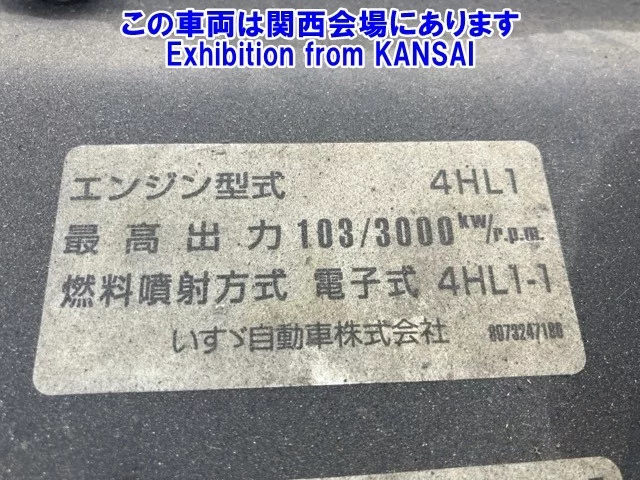 この車両は関西会場にあります
Exhibition from KANSAI
エンジン型式 4HL1
最高出力 103/3000 kw/r.p.m.
燃料噴射方式 電子式 4HL1-1
いすゞ自動車株式会社 8973247180